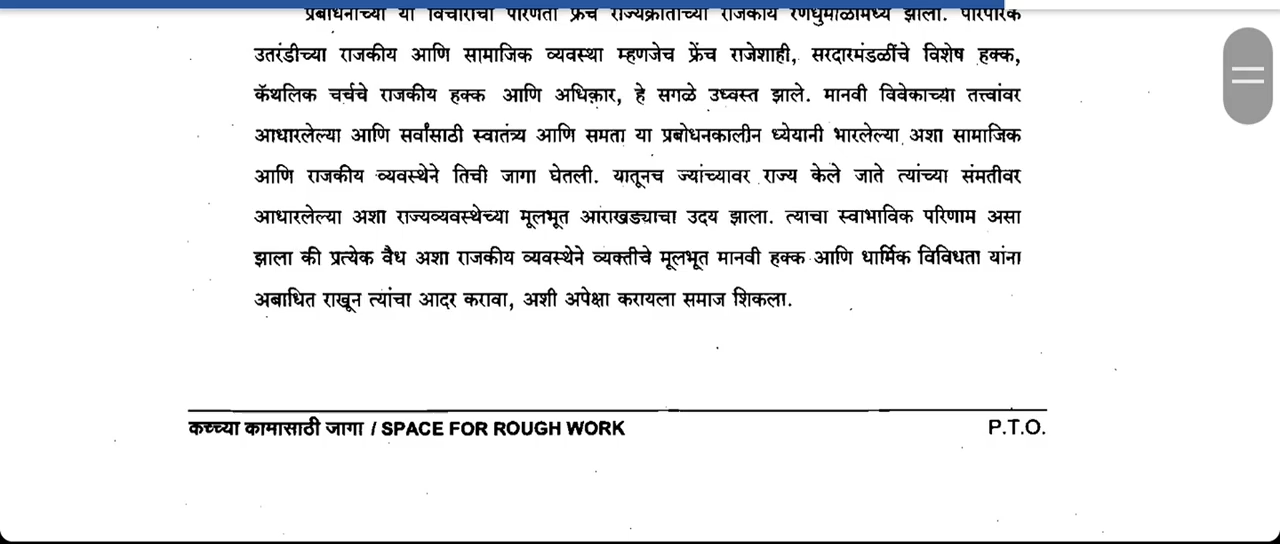 प्रबोधनाच्या या विचारांची परिणती फ्रेंच राज्यक्रांतीच्या राजकीय रणधुमाळीमध्ये झाली. पारंपारिक
उतरंडीच्या राजकीय आणि सामाजिक व्यवस्था म्हणजेच फ्रेंच राजेशाही, सरदारमंडळींचे विशेष हक्क,
कॅथलिक चर्चचे राजकीय हक्क आणि अधिकार, हे सगळे उध्वस्त झाले. मानवी विवेकाच्या तत्त्वांवर
आधारलेल्या आणि सर्वांसाठी स्वातंत्र्य आणि समता या प्रबोधनकालीन ध्येयानी भारलेल्या अशा सामाजिक
आणि राजकीय व्यवस्थेने तिची जागा घेतली. यातूनच ज्यांच्यावर राज्य केले जाते त्यांच्या संमतीवर
आधारलेल्या अशा राज्यव्यवस्थेच्या मूलभूत आराखड्याचा उदय झाला. त्याचा स्वाभाविक परिणाम असा
झाला की प्रत्येक वैध अशा राजकीय व्यवस्थेने व्यक्तीचे मूलभूत मानवी हक्क आणि धार्मिक विविधता यांना
अबाधित राखून त्यांचा आदर करावा, अशी अपेक्षा करायला समाज शिकला.
कच्च्या कामासाठी जागा / SPACE FOR ROUGH WORK P.T.O.